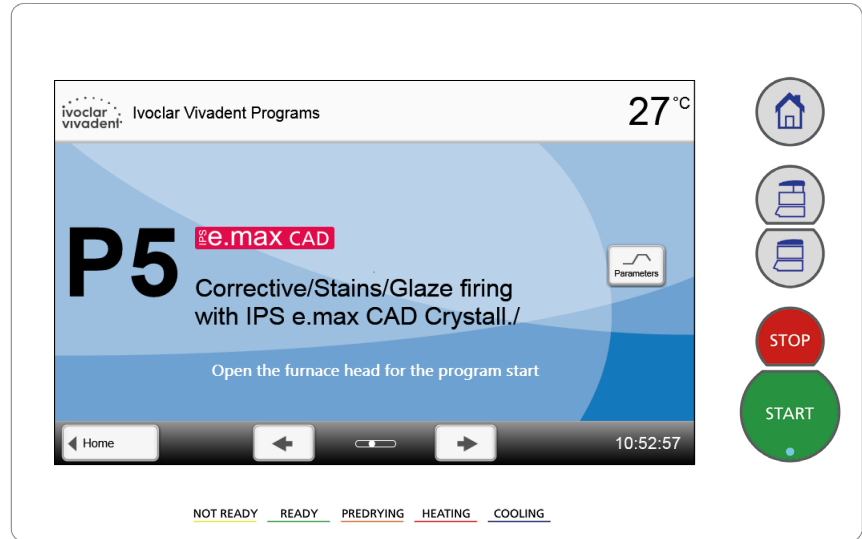 ivoclar
vivadent
Ivoclar Vivadent Programs
27 °C
P5
IPS e.max CAD
Corrective/Stains/Glaze firing
with IPS e.max CAD Crystall./
Parameters
Open the furnace head for the program start
Home
10:52:57
STOP
START
NOT READY READY PREDRYING HEATING COOLING